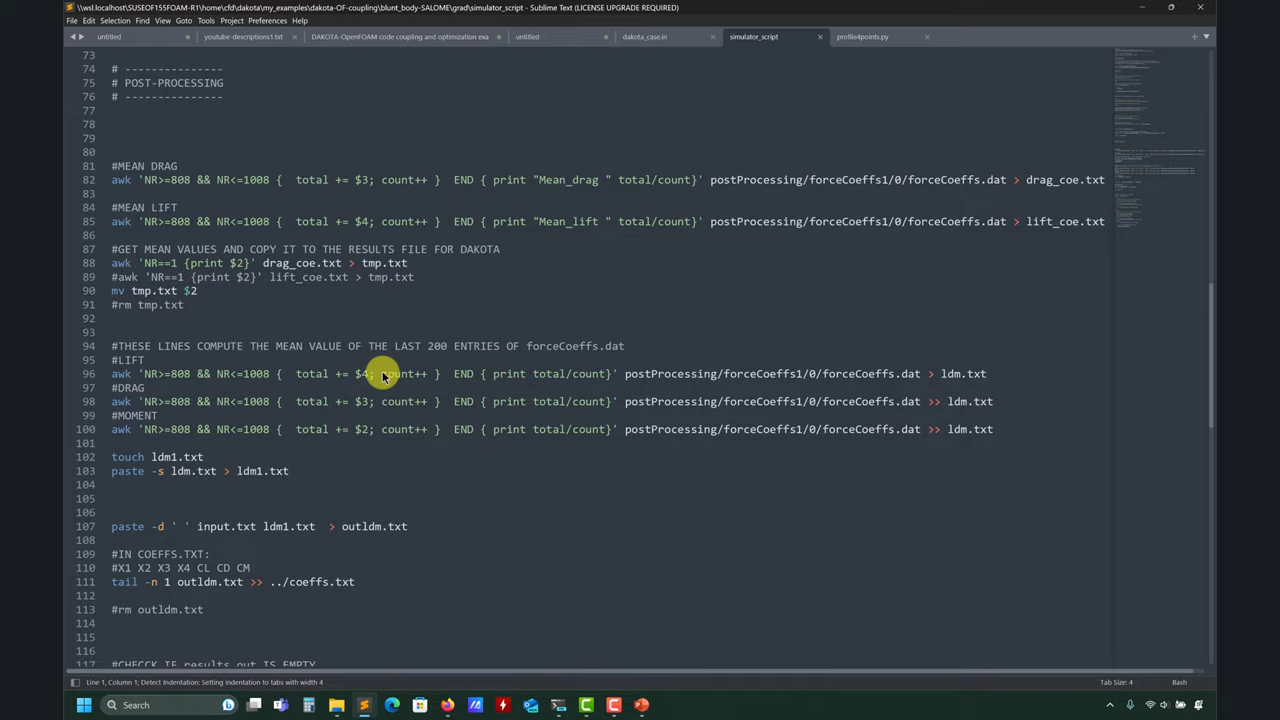 \\wsl.localhost\SUSEOF155FOAM-R1\home\cfd\dakota\my_examples\dakota-OF-coupling\blunt_body-SALOME\grad\simulator_script - Sublime Text (LICENSE UPGRADE REQUIRED)
File Edit Selection Find View Goto Tools Project Preferences Help
untitled youtube-descriptions1.txt DAKOTA-OpenFOAM code coupling and optimization exa untitled dakota_case.in simulator_script profile4points.py
73
74 # ---------------
75 # POST-PROCESSING
76 # ---------------
77
78
79
80
81 #MEAN DRAG
82 awk 'NR>=808 && NR<=1008 {  total += $3; count++ }  END { print "Mean_drag " total/count}' postProcessing/forceCoeffs1/0/forceCoeffs.dat > drag_coe.txt
83
84 #MEAN LIFT
85 awk 'NR>=808 && NR<=1008 {  total += $4; count++ }  END { print "Mean_lift " total/count}' postProcessing/forceCoeffs1/0/forceCoeffs.dat > lift_coe.txt
86
87 #GET MEAN VALUES AND COPY IT TO THE RESULTS FILE FOR DAKOTA
88 awk 'NR==1 {print $2}' drag_coe.txt > tmp.txt
89 #awk 'NR==1 {print $2}' lift_coe.txt > tmp.txt
90 mv tmp.txt $2
91 #rm tmp.txt
92
93
94 #THESE LINES COMPUTE THE MEAN VALUE OF THE LAST 200 ENTRIES OF forceCoeffs.dat
95 #LIFT
96 awk 'NR>=808 && NR<=1008 {  total += $4; count++ }  END { print total/count}' postProcessing/forceCoeffs1/0/forceCoeffs.dat > ldm.txt
97 #DRAG
98 awk 'NR>=808 && NR<=1008 {  total += $3; count++ }  END { print total/count}' postProcessing/forceCoeffs1/0/forceCoeffs.dat >> ldm.txt
99 #MOMENT
100 awk 'NR>=808 && NR<=1008 {  total += $2; count++ }  END { print total/count}' postProcessing/forceCoeffs1/0/forceCoeffs.dat >> ldm.txt
101
102 touch ldm1.txt
103 paste -s ldm.txt > ldm1.txt
104
105
106
107 paste -d ' ' input.txt ldm1.txt  > outldm.txt
108
109 #IN COEFFS.TXT:
110 #X1 X2 X3 X4 CL CD CM
111 tail -n 1 outldm.txt >> ../coeffs.txt
112
113 #rm outldm.txt
114
115
116
117 #CHECCK IF results.out IS EMPTY
Line 1, Column 1; Detect Indentation: Setting indentation to tabs with width 4 Tab Size: 4 Bash
Search